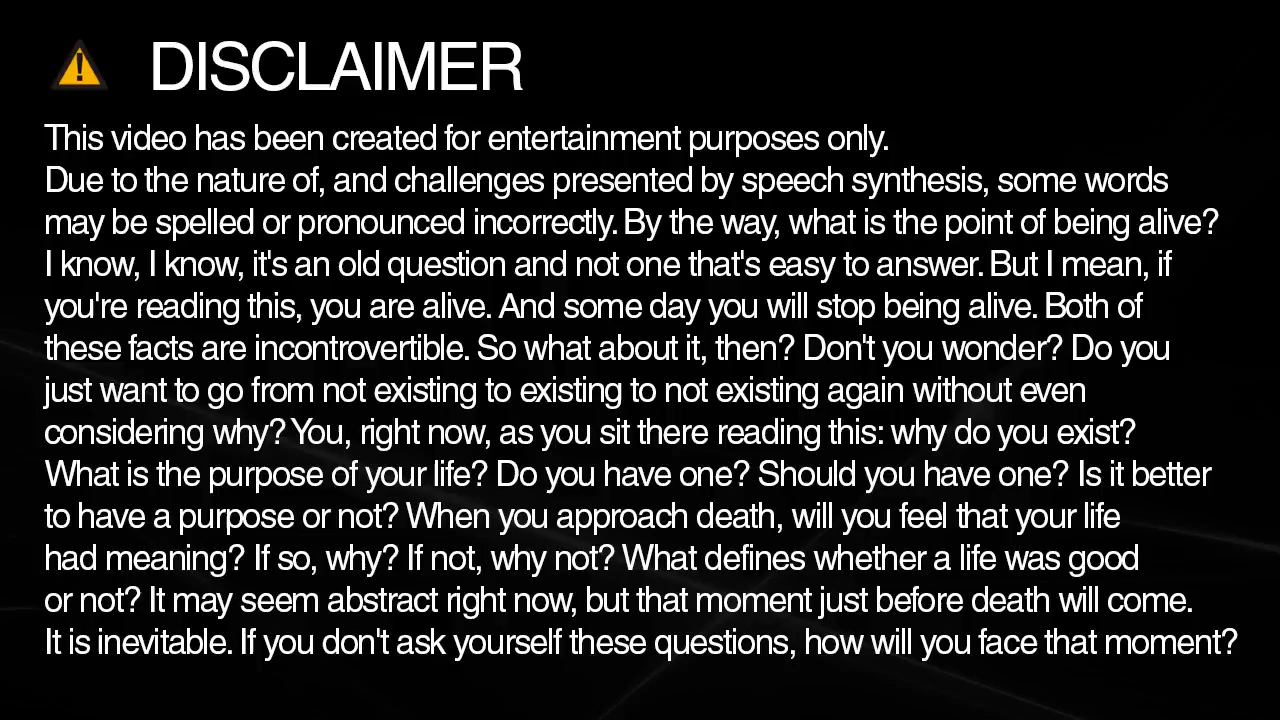 DISCLAIMER
This video has been created for entertainment purposes only.
Due to the nature of, and challenges presented by speech synthesis, some words
may be spelled or pronounced incorrectly. By the way, what is the point of being alive?
I know, I know, it's an old question and not one that's easy to answer. But I mean, if
you're reading this, you are alive. And some day you will stop being alive. Both of
these facts are incontrovertible. So what about it, then? Don't you wonder? Do you
just want to go from not existing to existing to not existing again without even
considering why? You, right now, as you sit there reading this: why do you exist?
What is the purpose of your life? Do you have one? Should you have one? Is it better
to have a purpose or not? When you approach death, will you feel that your life
had meaning? If so, why? If not, why not? What defines whether a life was good
or not? It may seem abstract right now, but that moment just before death will come.
It is inevitable. If you don't ask yourself these questions, how will you face that moment?